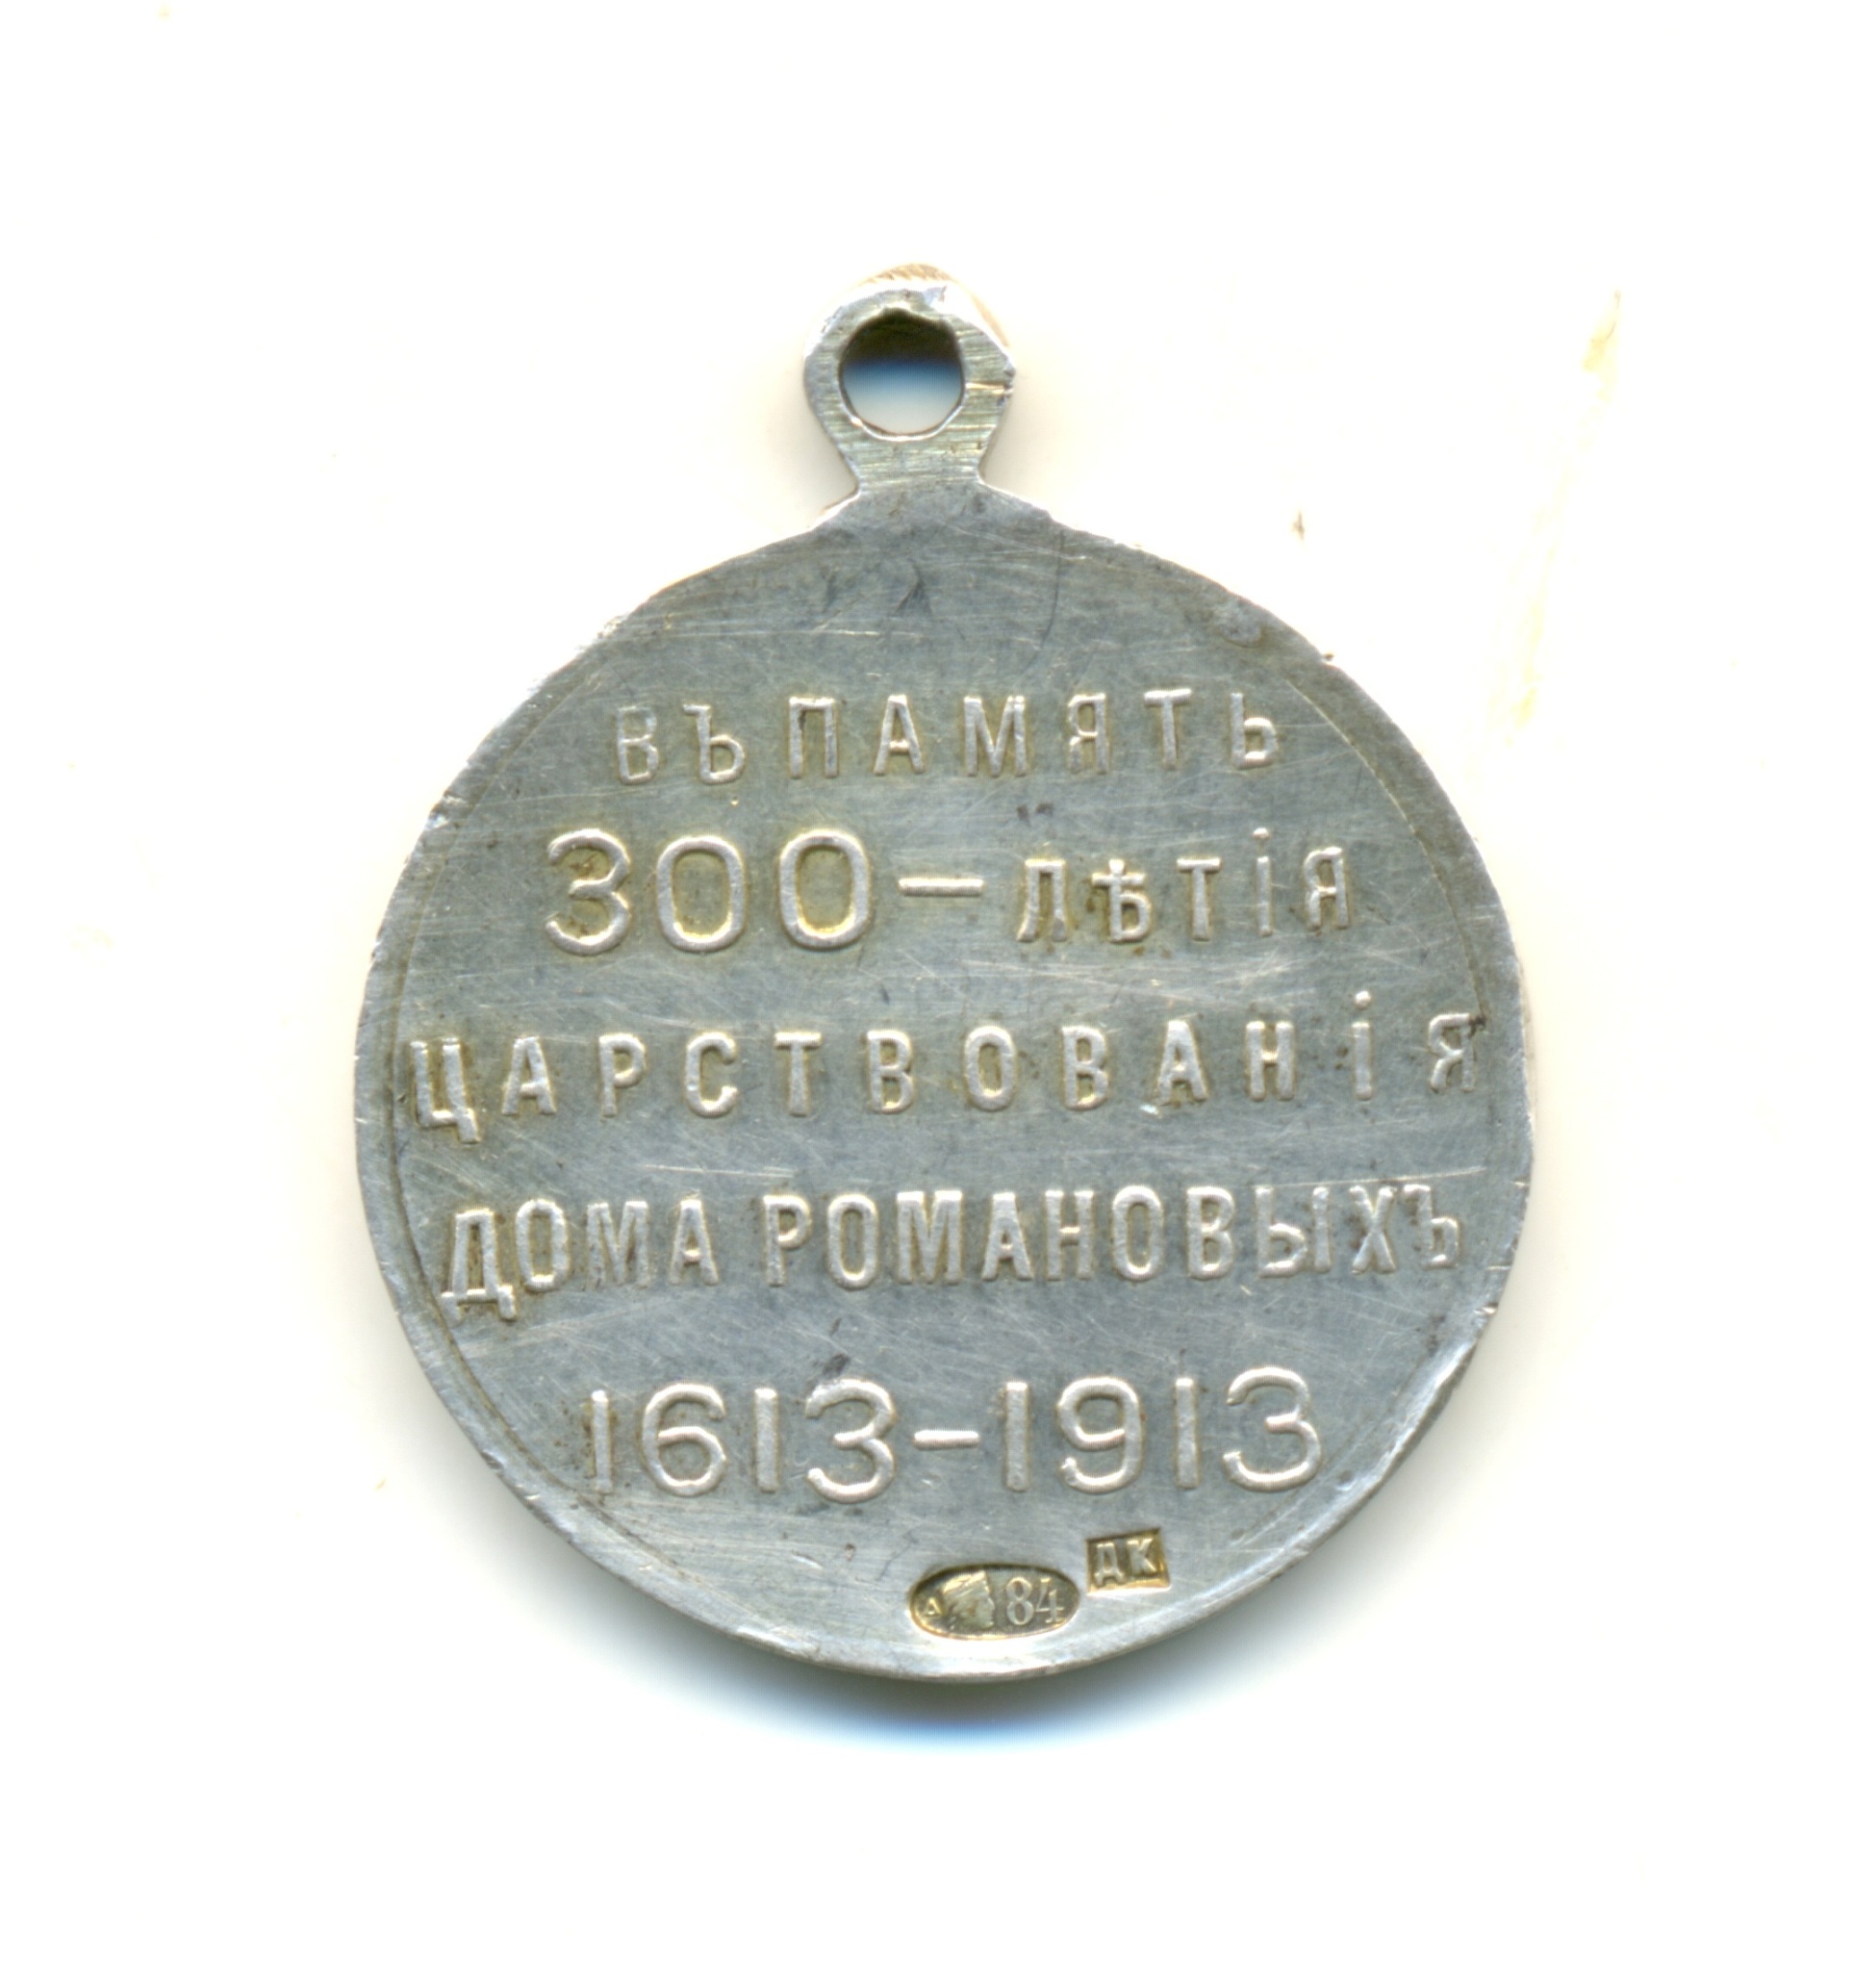 ВЪ ПАМЯТЬ
300 — ЛѢТІЯ
ЦАРСТВОВАНІЯ
ДОМА РОМАНОВЫХЪ
1613–1913
ДК
84